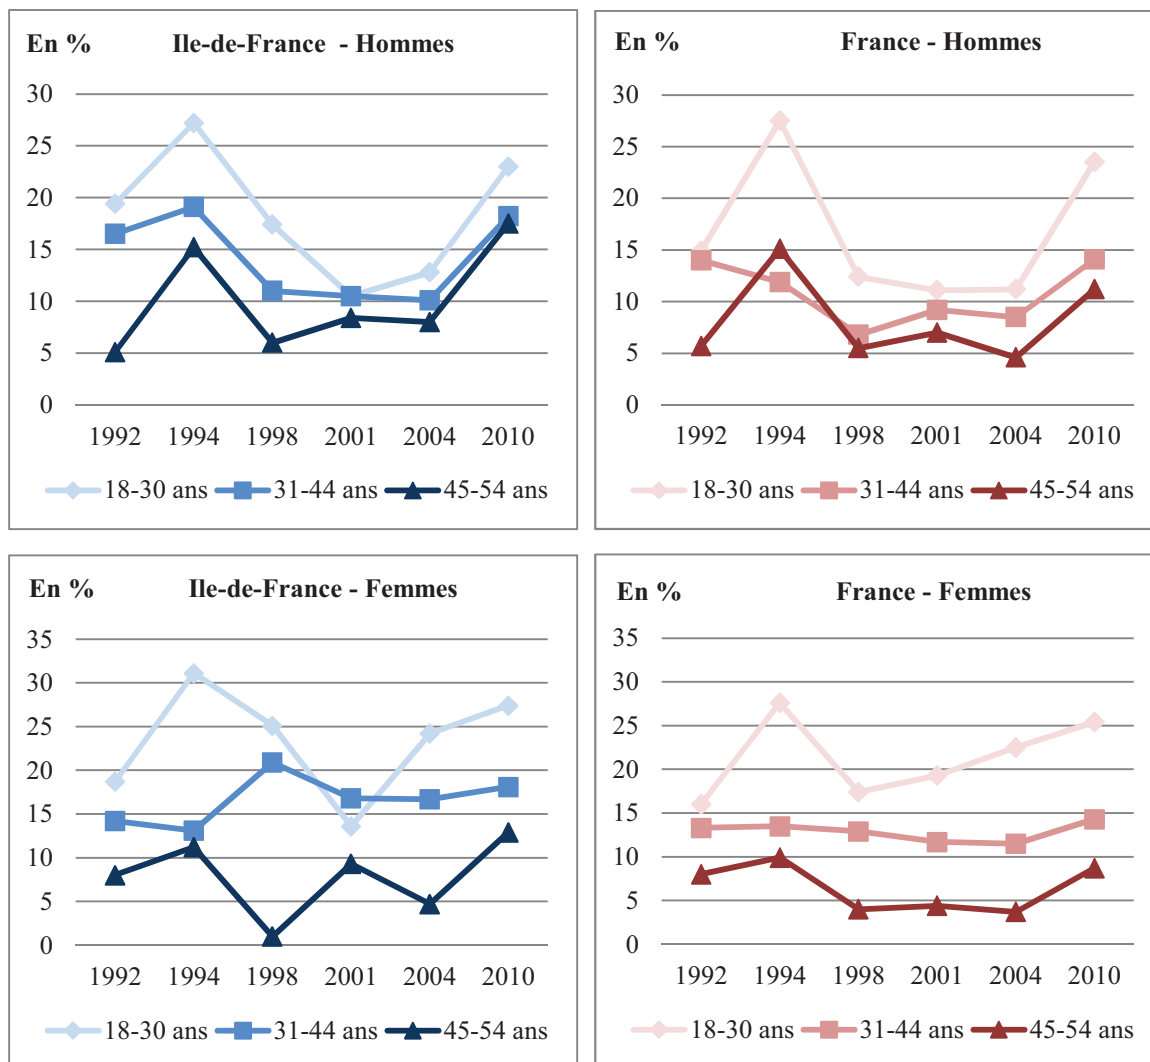 En % Ile-de-France - Hommes
30
25
20
15
10
5
0
1992 1994 1998 2001 2004 2010
18-30 ans 31-44 ans 45-54 ans
En % France - Hommes
30
25
20
15
10
5
0
1992 1994 1998 2001 2004 2010
18-30 ans 31-44 ans 45-54 ans
En % Ile-de-France - Femmes
35
30
25
20
15
10
5
0
1992 1994 1998 2001 2004 2010
18-30 ans 31-44 ans 45-54 ans
En % France - Femmes
35
30
25
20
15
10
5
0
1992 1994 1998 2001 2004 2010
18-30 ans 31-44 ans 45-54 ans